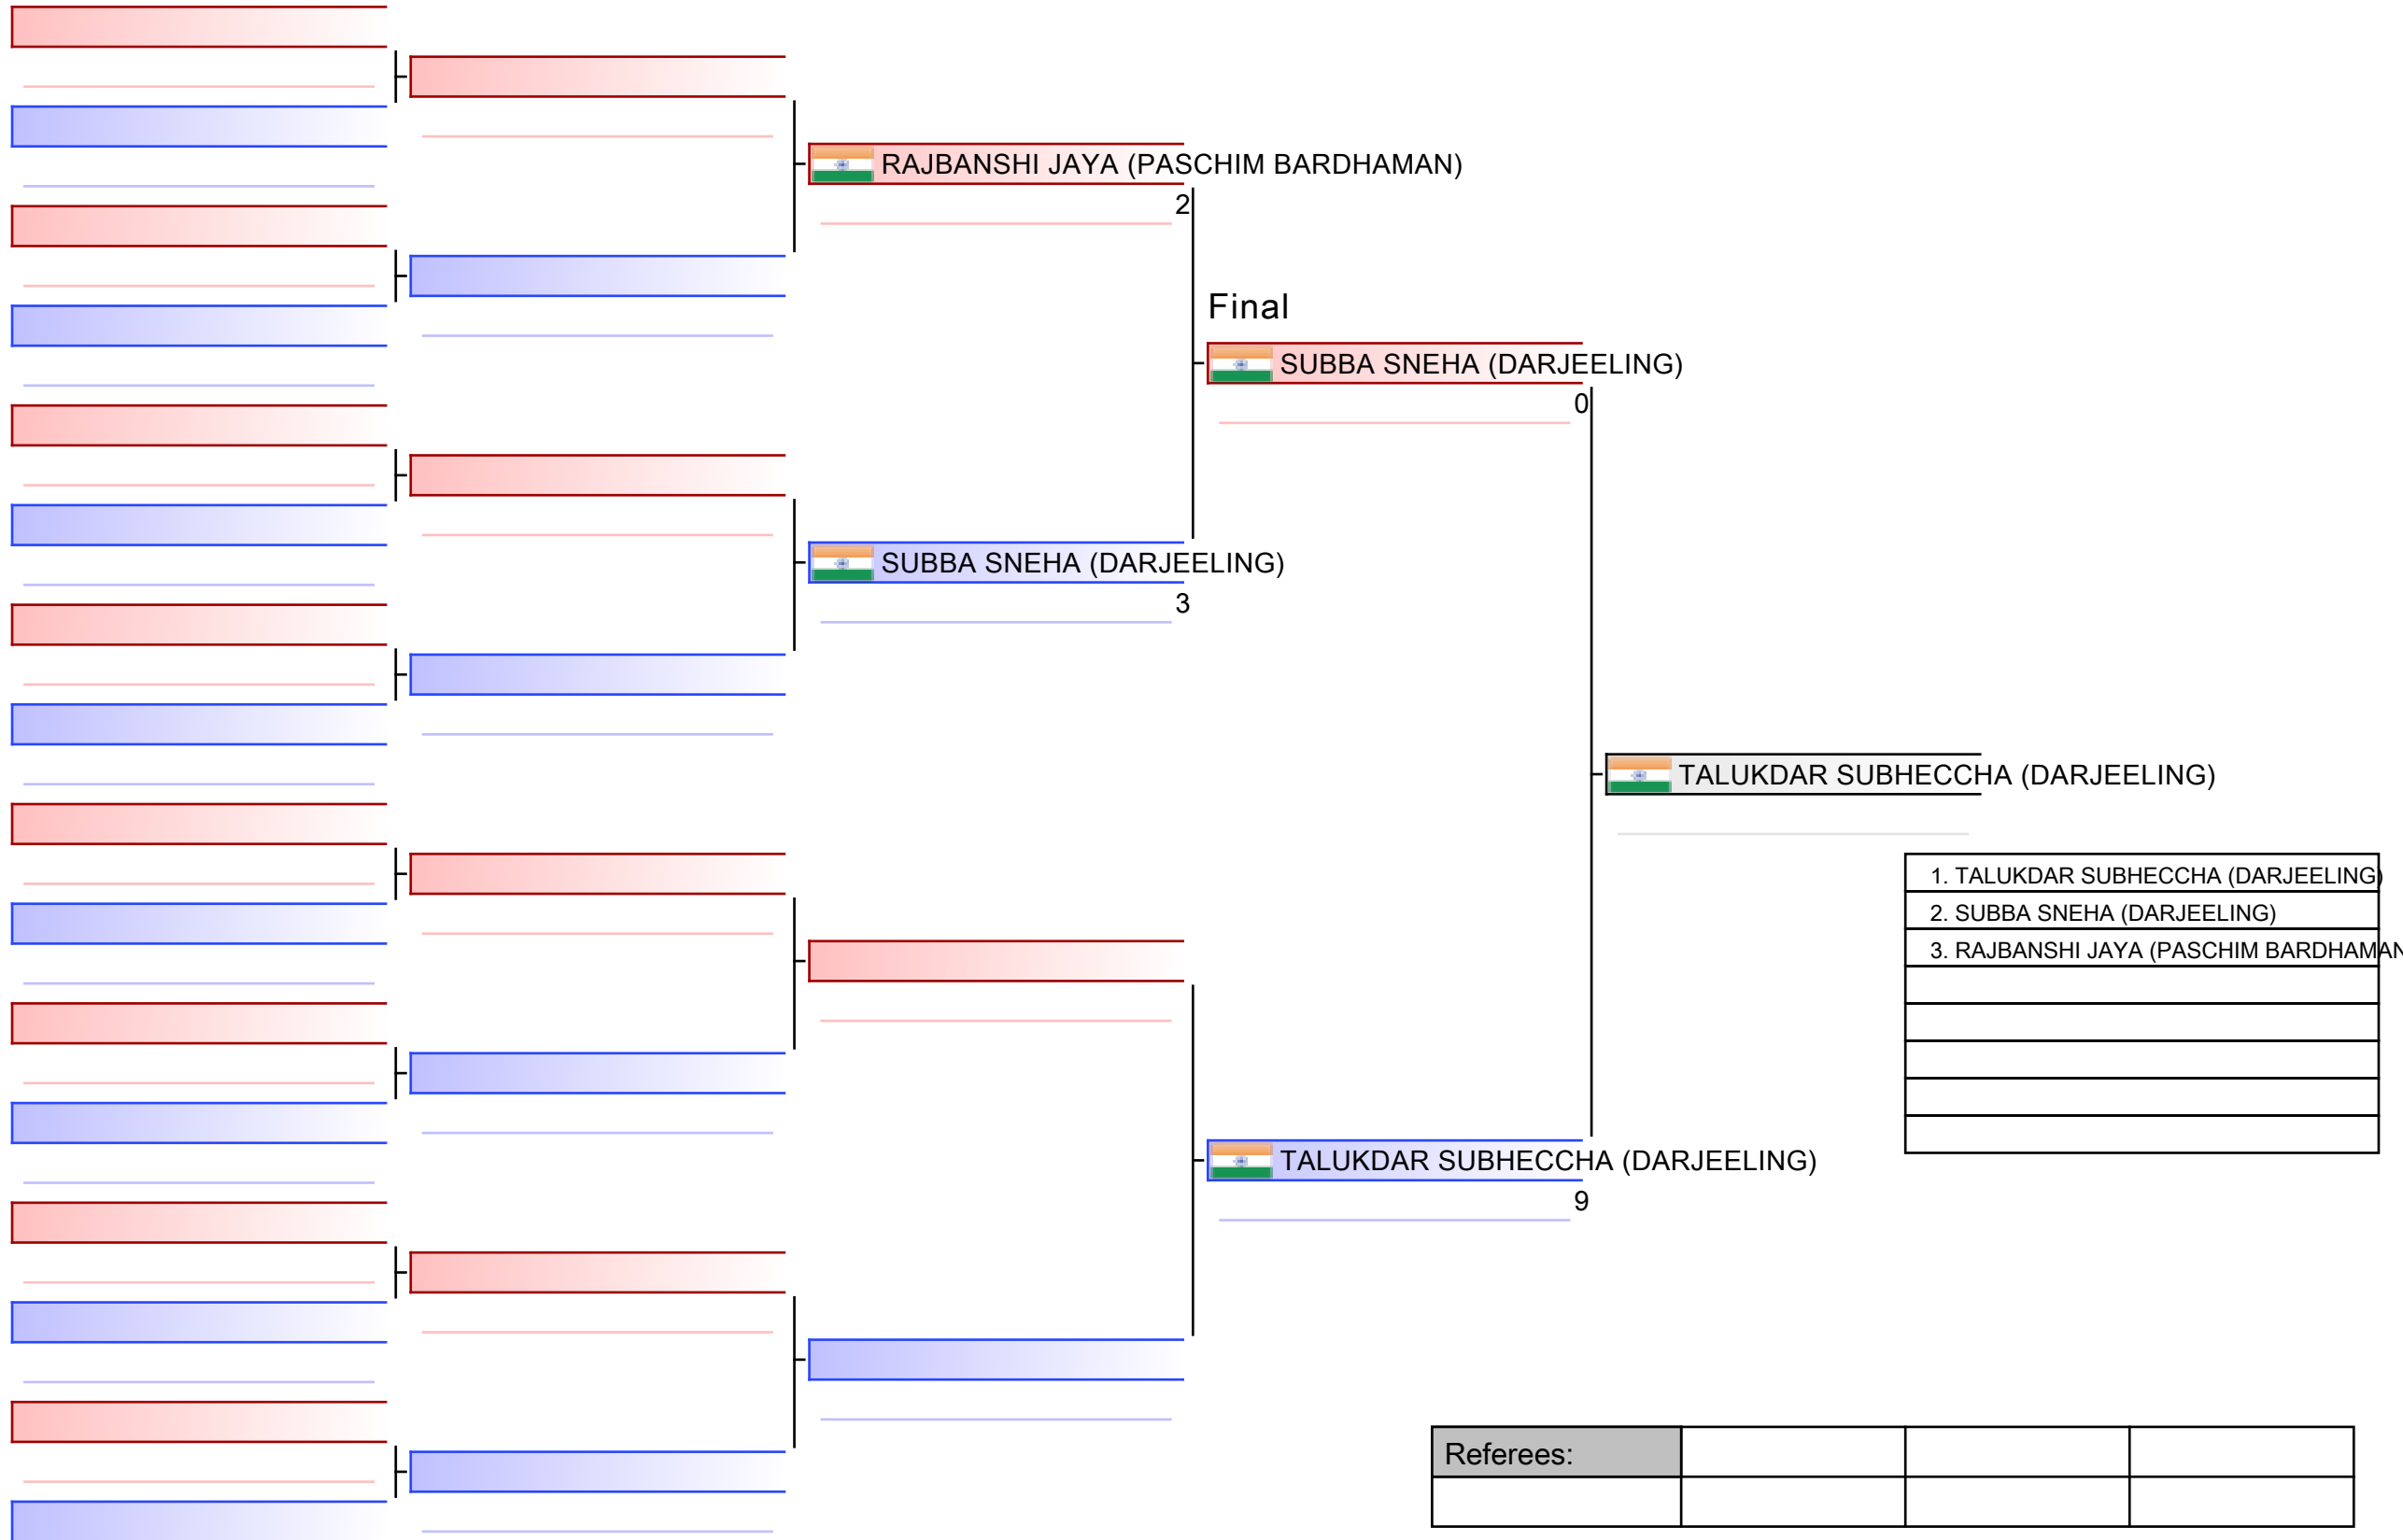 RAJBANSHI JAYA (PASCHIM BARDHAMAN)
2
Final
SUBBA SNEHA (DARJEELING)
0
SUBBA SNEHA (DARJEELING)
3
TALUKDAR SUBHECCHA (DARJEELING)
1. TALUKDAR SUBHECCHA (DARJEELING)
2. SUBBA SNEHA (DARJEELING)
3. RAJBANSHI JAYA (PASCHIM BARDHAMAN
TALUKDAR SUBHECCHA (DARJEELING)
9
Referees: